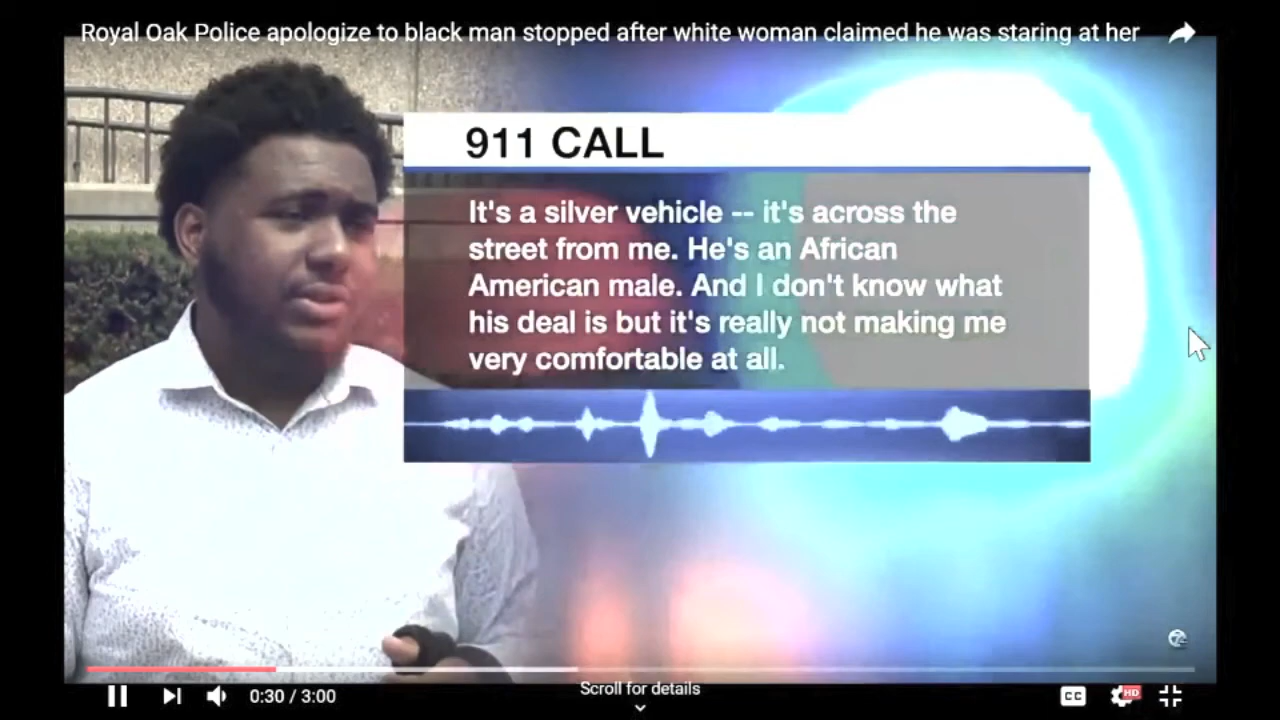 Royal Oak Police apologize to black man stopped after white woman claimed he was staring at her
911 CALL
It's a silver vehicle -- it's across the
street from me. He's an African
American male. And I don't know what
his deal is but it's really not making me
very comfortable at all.
7
0:30 / 3:00
Scroll for details
CC
HD